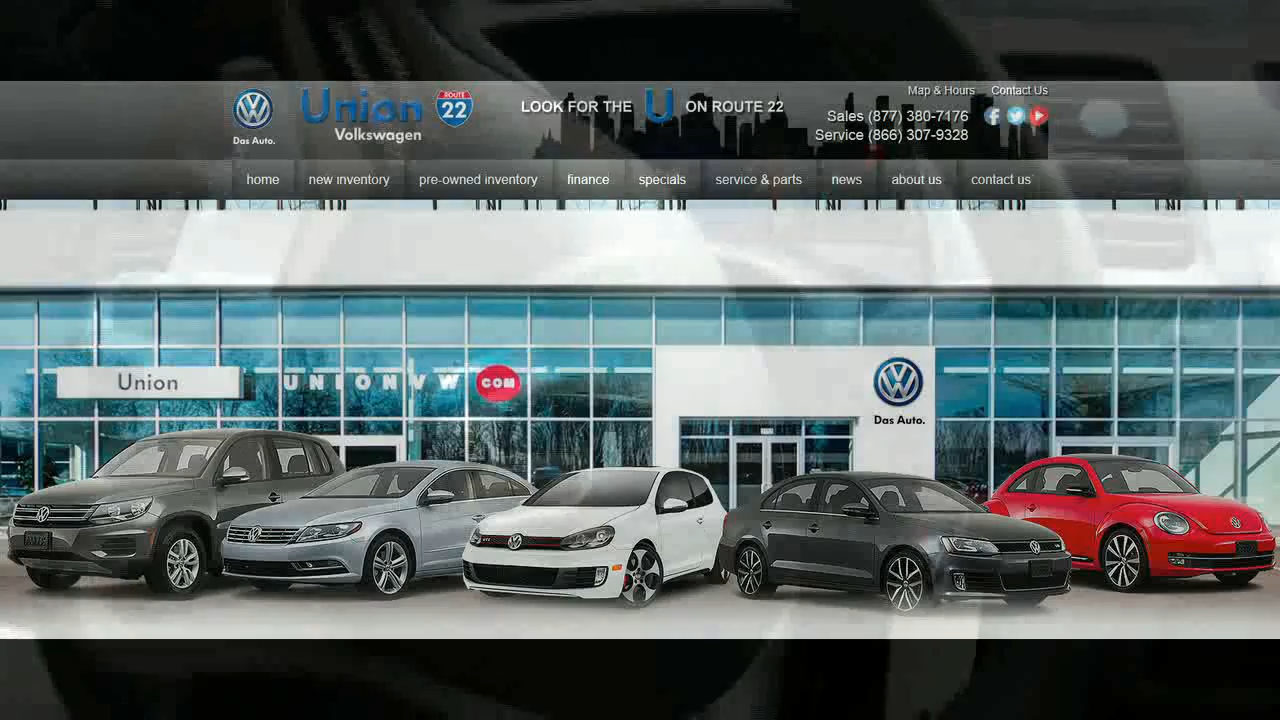 Map & Hours Contact Us
Union ROUTE 22
LOOK FOR THE U ON ROUTE 22
Sales (877) 380-7176
Volkswagen
Service (866) 307-9328
Das Auto.
home new inventory pre-owned inventory finance specials service & parts news about us contact us
Union UNIONVW COM
Das Auto.